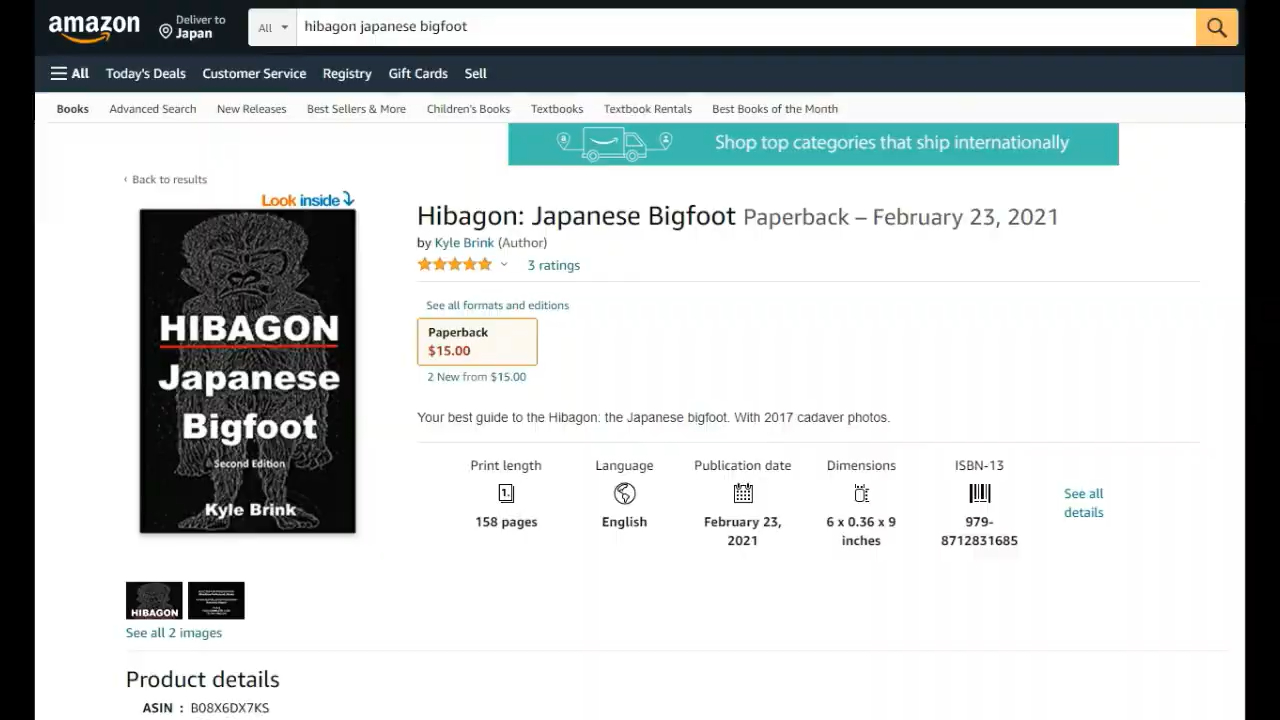 amazon
Deliver to
Japan
All
hibagon japanese bigfoot
All Today's Deals Customer Service Registry Gift Cards Sell
Books Advanced Search New Releases Best Sellers & More Children's Books Textbooks Textbook Rentals Best Books of the Month
Shop top categories that ship internationally
‹ Back to results
Look inside
HIBAGON
Japanese
Bigfoot
Second Edition
Kyle Brink
Hibagon: Japanese Bigfoot Paperback – February 23, 2021
by Kyle Brink (Author)
3 ratings
See all formats and editions
Paperback
$15.00
2 New from $15.00
Your best guide to the Hibagon: the Japanese bigfoot. With 2017 cadaver photos.
Print length Language Publication date Dimensions ISBN-13
158 pages English February 23, 2021 6 x 0.36 x 9 inches 979-8712831685
See all
details
HIBAGON
See all 2 images
Product details
ASIN : B08X6DX7KS